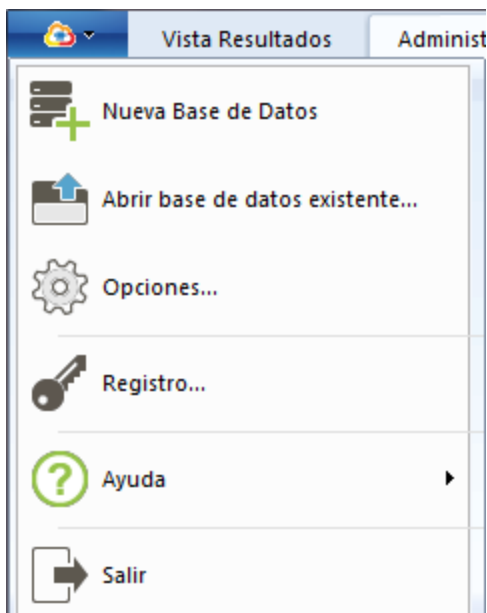 Vista Resultados
Administ
Nueva Base de Datos
Abrir base de datos existente...
Opciones...
Registro...
Ayuda
Salir